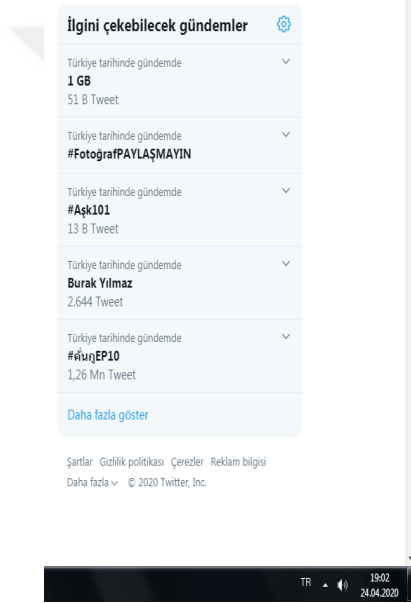 İlgini çekebilecek gündemler
Türkiye tarihinde gündemde
1 GB
51 B Tweet
Türkiye tarihinde gündemde
#FotoğrafPAYLAŞMAYIN
Türkiye tarihinde gündemde
#Aşk101
13 B Tweet
Türkiye tarihinde gündemde
Burak Yılmaz
2.644 Tweet
Türkiye tarihinde gündemde
#คั่นกูEP10
1,26 Mn Tweet
Daha fazla göster
Şartlar Gizlilik politikası Çerezler Reklam bilgisi
Daha fazla © 2020 Twitter, Inc.
TR 19:02
24.04.2020